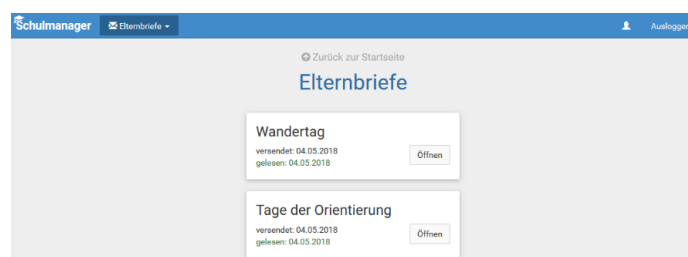 Schulmanager Elternbriefe Ausloggen
Zurück zur Startseite
Elternbriefe
Wandertag
versendet: 04.05.2018
gelesen: 04.05.2018
Öffnen
Tage der Orientierung
versendet: 04.05.2018
gelesen: 04.05.2018
Öffnen